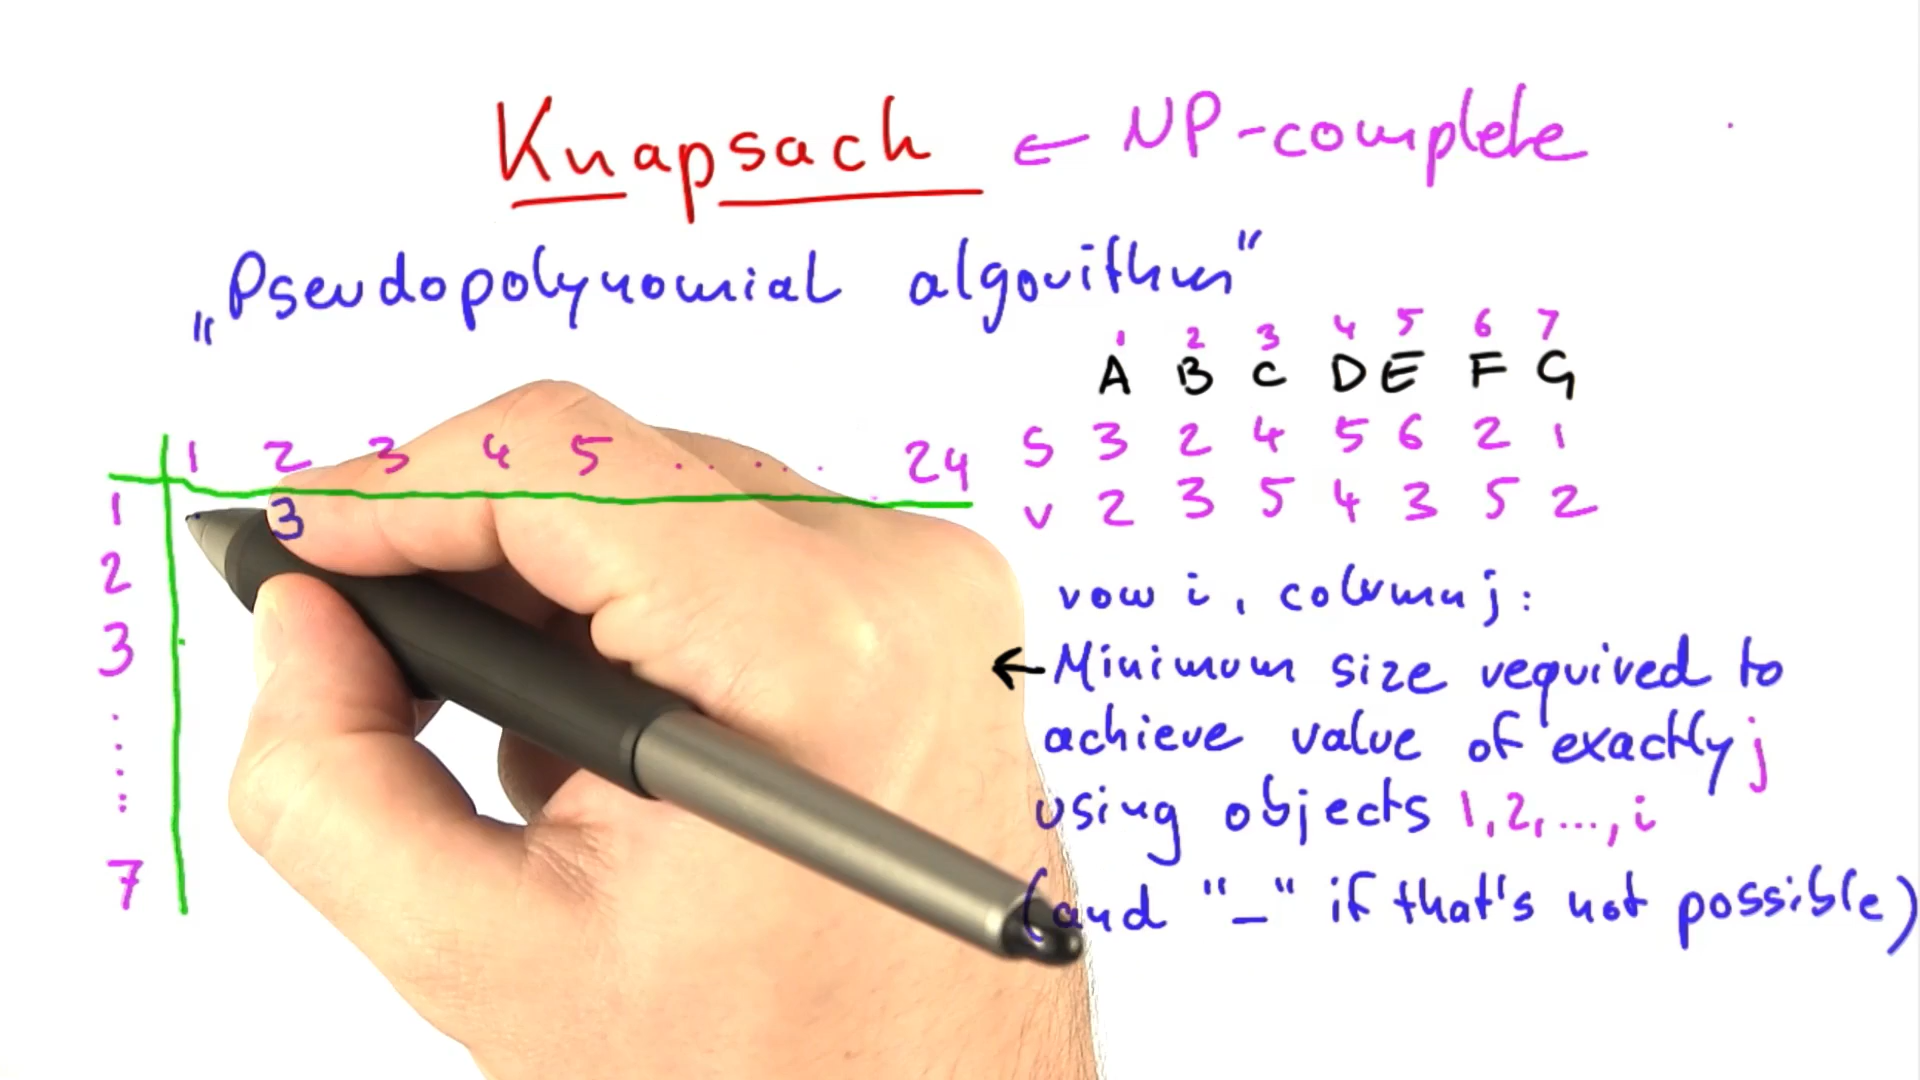 Knapsack ← NP-complete
„Pseudopolynomial algorithm“
1 2 3 4 5 6 7
A B C D E F G
S 3 2 4 5 6 2 1
V 2 3 5 4 3 5 2
1 2 3 4 5 ...... 24
1 3
2
3
⋮
7
row i, column j:
← Minimum size required to
achieve value of exactly j
using objects 1,2,...,i
(and "_" if that's not possible)